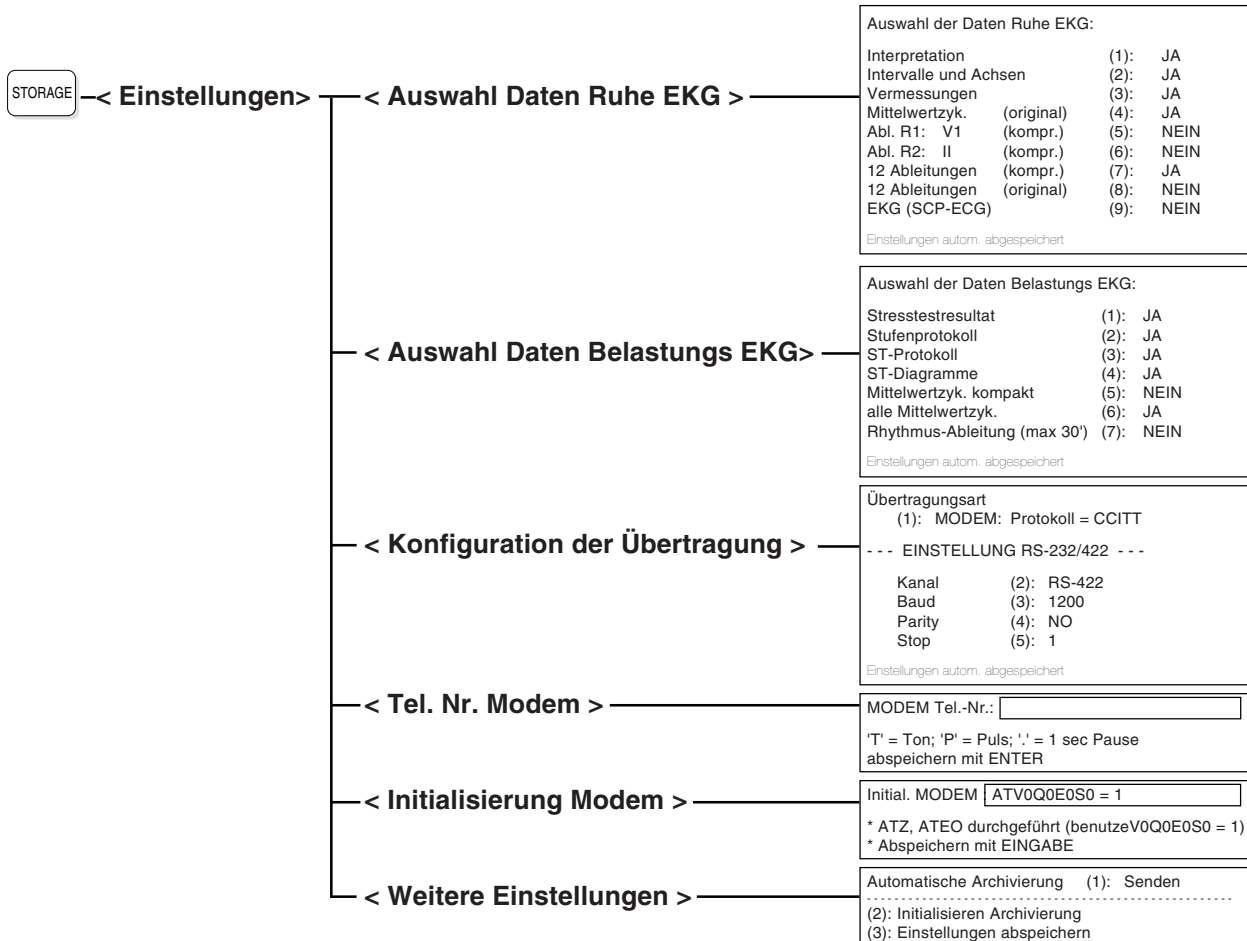 STORAGE
< Einstellungen>
< Auswahl Daten Ruhe EKG >
Auswahl der Daten Ruhe EKG:
Interpretation (1): JA
Intervalle und Achsen (2): JA
Vermessungen (3): JA
Mittelwertzyk. (original) (4): JA
Abl. R1: V1 (kompr.) (5): NEIN
Abl. R2: II (kompr.) (6): NEIN
12 Ableitungen (kompr.) (7): JA
12 Ableitungen (original) (8): NEIN
EKG (SCP-ECG) (9): NEIN
Einstellungen autom. abgespeichert
< Auswahl Daten Belastungs EKG>
Auswahl der Daten Belastungs EKG:
Stresstestresultat (1): JA
Stufenprotokoll (2): JA
ST-Protokoll (3): JA
ST-Diagramme (4): JA
Mittelwertzyk. kompakt (5): NEIN
alle Mittelwertzyk. (6): JA
Rhythmus-Ableitung (max 30') (7): NEIN
Einstellungen autom. abgespeichert
< Konfiguration der Übertragung >
Übertragungsart
(1): MODEM: Protokoll = CCITT
- - - EINSTELLUNG RS-232/422 - - -
Kanal (2): RS-422
Baud (3): 1200
Parity (4): NO
Stop (5): 1
Einstellungen autom. abgespeichert
< Tel. Nr. Modem >
MODEM Tel.-Nr.:
'T' = Ton; 'P' = Puls; '.' = 1 sec Pause
abspeichern mit ENTER
< Initialisierung Modem >
Initial. MODEM : ATV0Q0E0S0 = 1
* ATZ, ATEO durchgeführt (benutzeV0Q0E0S0 = 1)
* Abspeichern mit EINGABE
< Weitere Einstellungen >
Automatische Archivierung (1): Senden
(2): Initialisieren Archivierung
(3): Einstellungen abspeichern